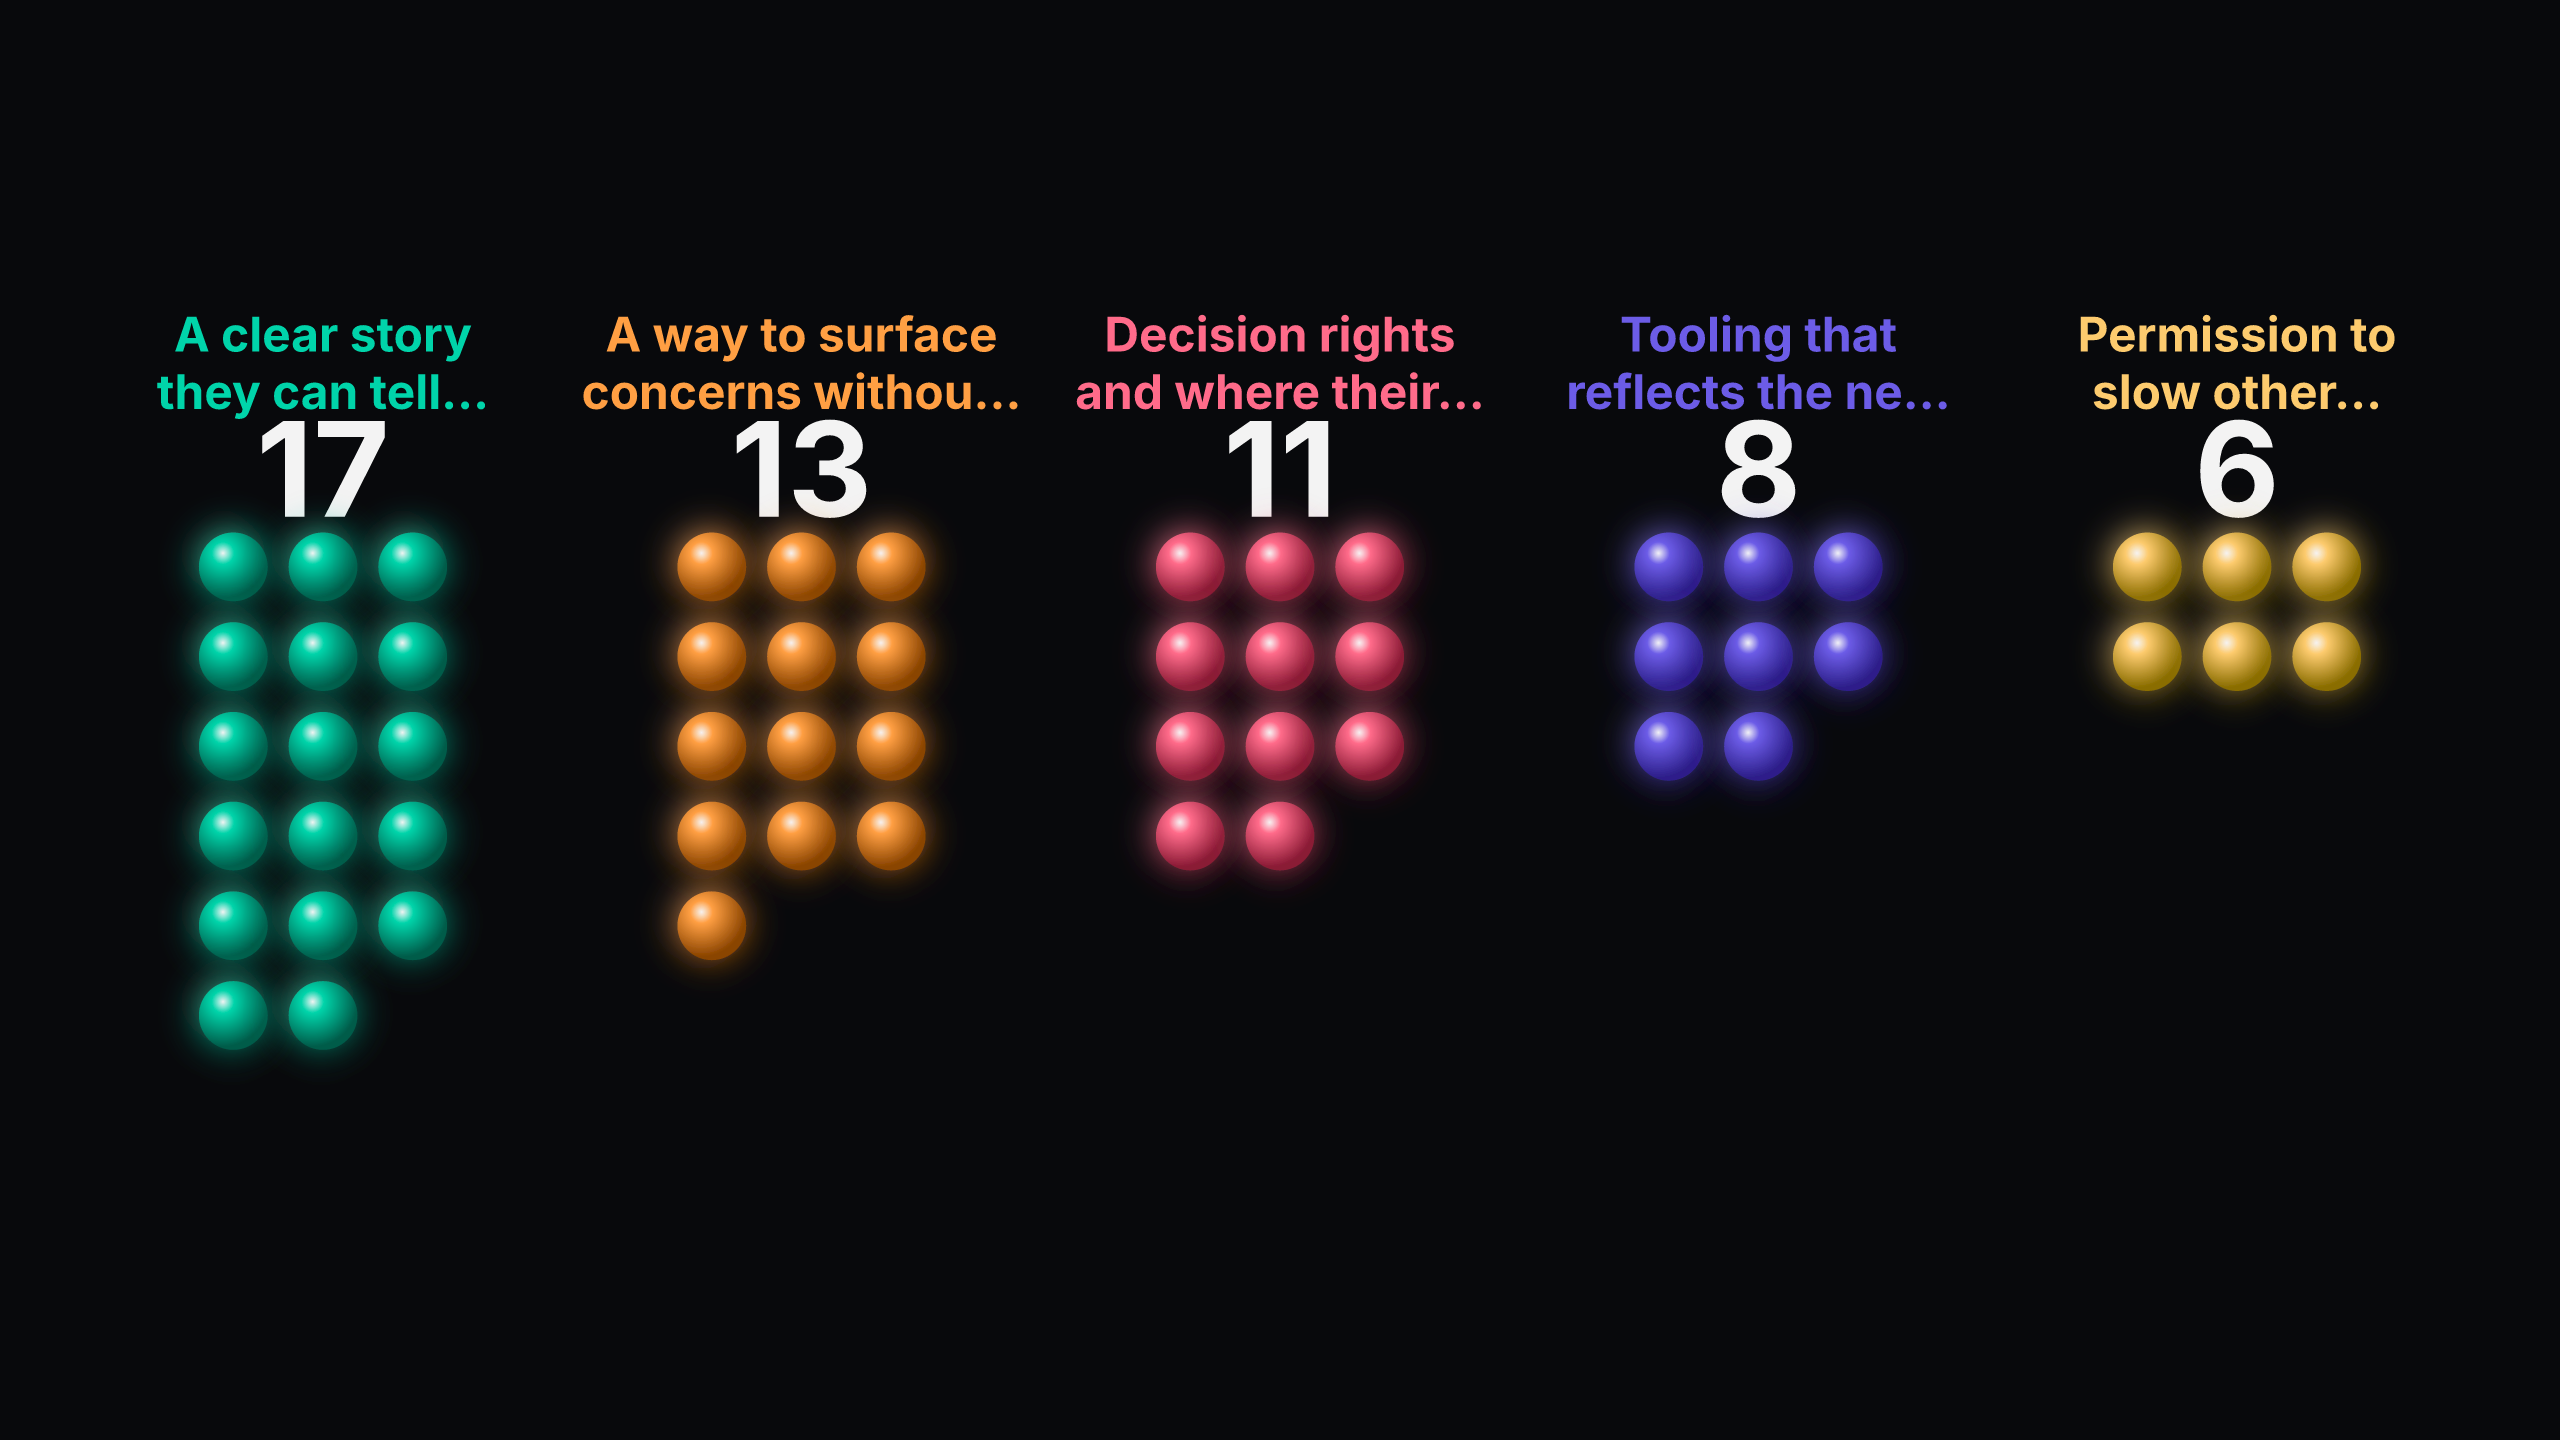 A clear story
they can tell...
17
A way to surface
concerns withou...
13
Decision rights
and where their...
11
Tooling that
reflects the ne...
8
Permission to
slow other...
6